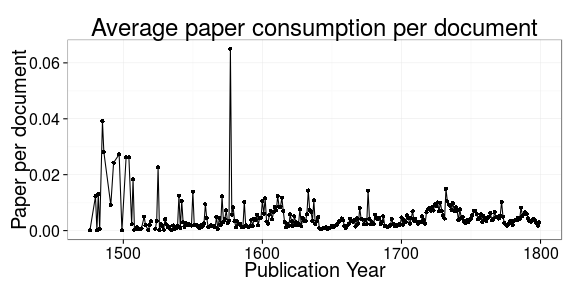 Average paper consumption per document
Paper per document
0.06
0.04
0.02
0.00
1500 1600 1700 1800
Publication Year